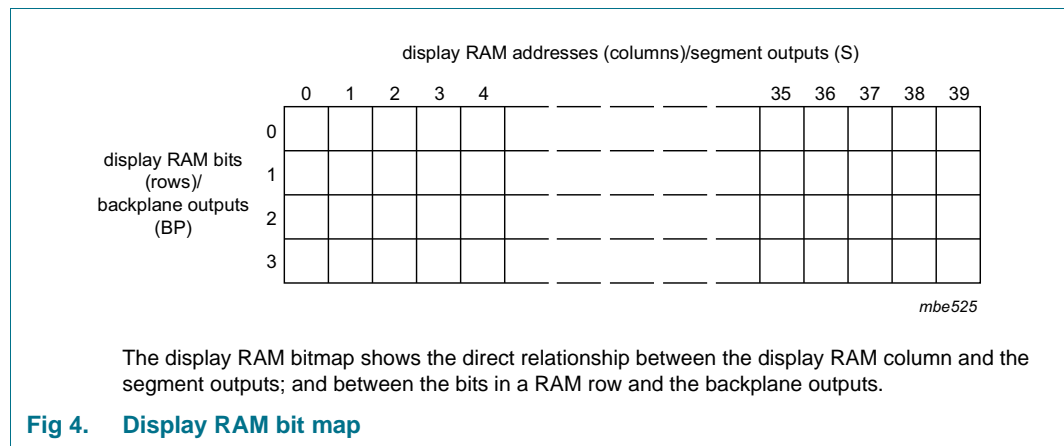 display RAM addresses (columns)/segment outputs (S)
0 1 2 3 4 35 36 37 38 39
0
display RAM bits
(rows)/
backplane outputs
(BP)
1
2
3
mbe525
The display RAM bitmap shows the direct relationship between the display RAM column and the
segment outputs; and between the bits in a RAM row and the backplane outputs.
Fig 4. Display RAM bit map